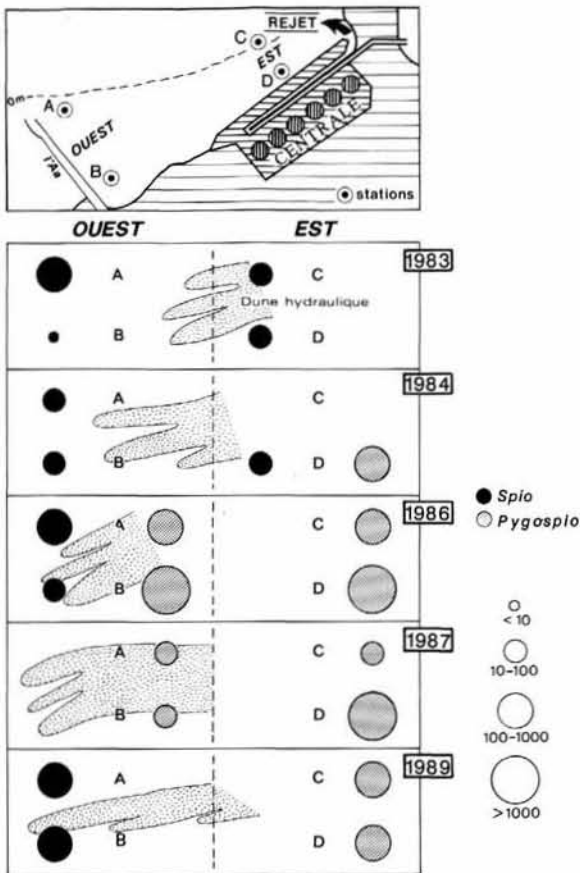 REJET
C
EST
D
0m
A
OUEST
CENTRALE
l'Aa
B
stations
OUEST EST
1983
A C
Dune hydraulique
B D
1984
A C
B D
1986
A C
Spio
Pygospio
B D
< 10
1987
A C
10-100
B D
100-1000
1989
A C
>1000
B D